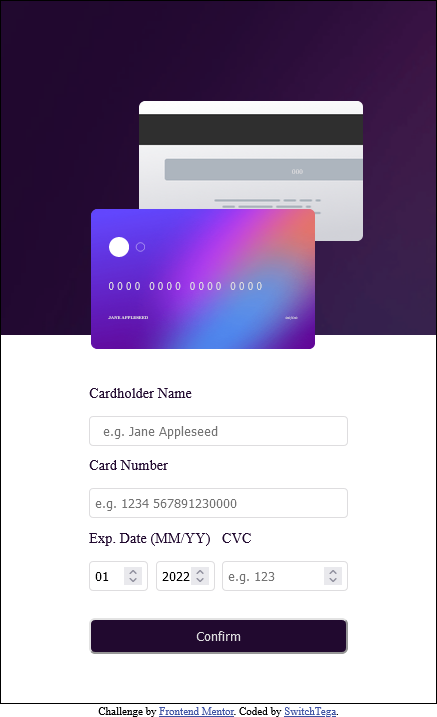 0000 0000 0000 0000
JANE APPLESEED 00/00
Cardholder Name
e.g. Jane Appleseed
Card Number
e.g. 1234 567891230000
Exp. Date (MM/YY) CVC
01 2022 e.g. 123
Confirm
Challenge by Frontend Mentor. Coded by SwitchTega.